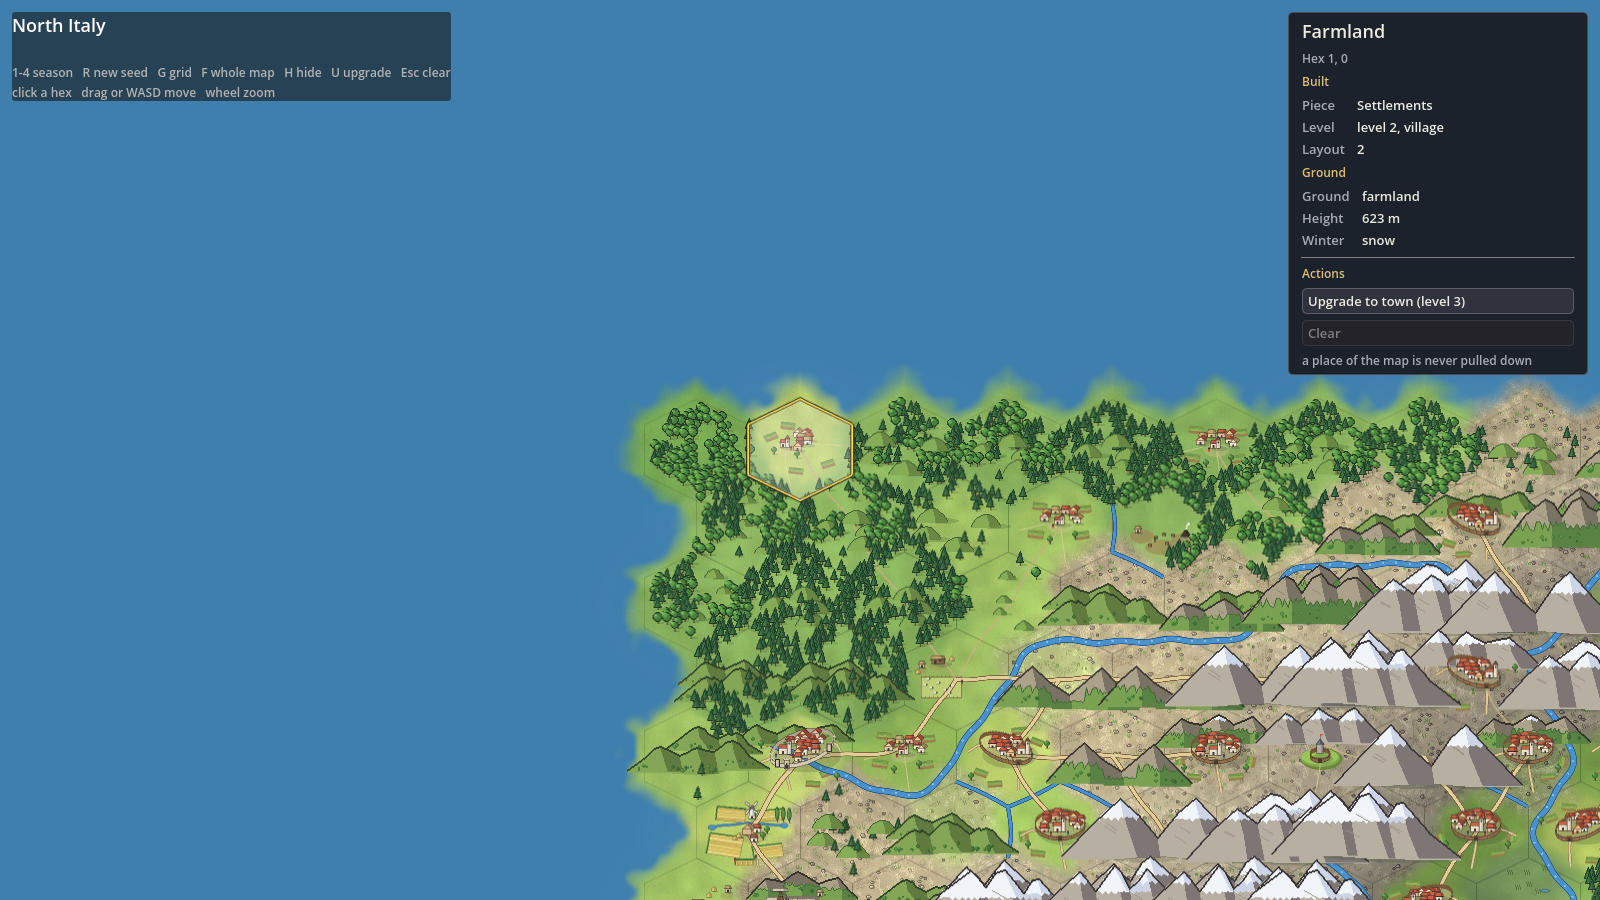 North Italy
1-4 season R new seed G grid F whole map H hide U upgrade Esc clear
click a hex drag or WASD move wheel zoom
Farmland
Hex 1, 0
Built
Piece Settlements
Level level 2, village
Layout 2
Ground
Ground farmland
Height 623 m
Winter snow
Actions
Upgrade to town (level 3)
Clear
a place of the map is never pulled down